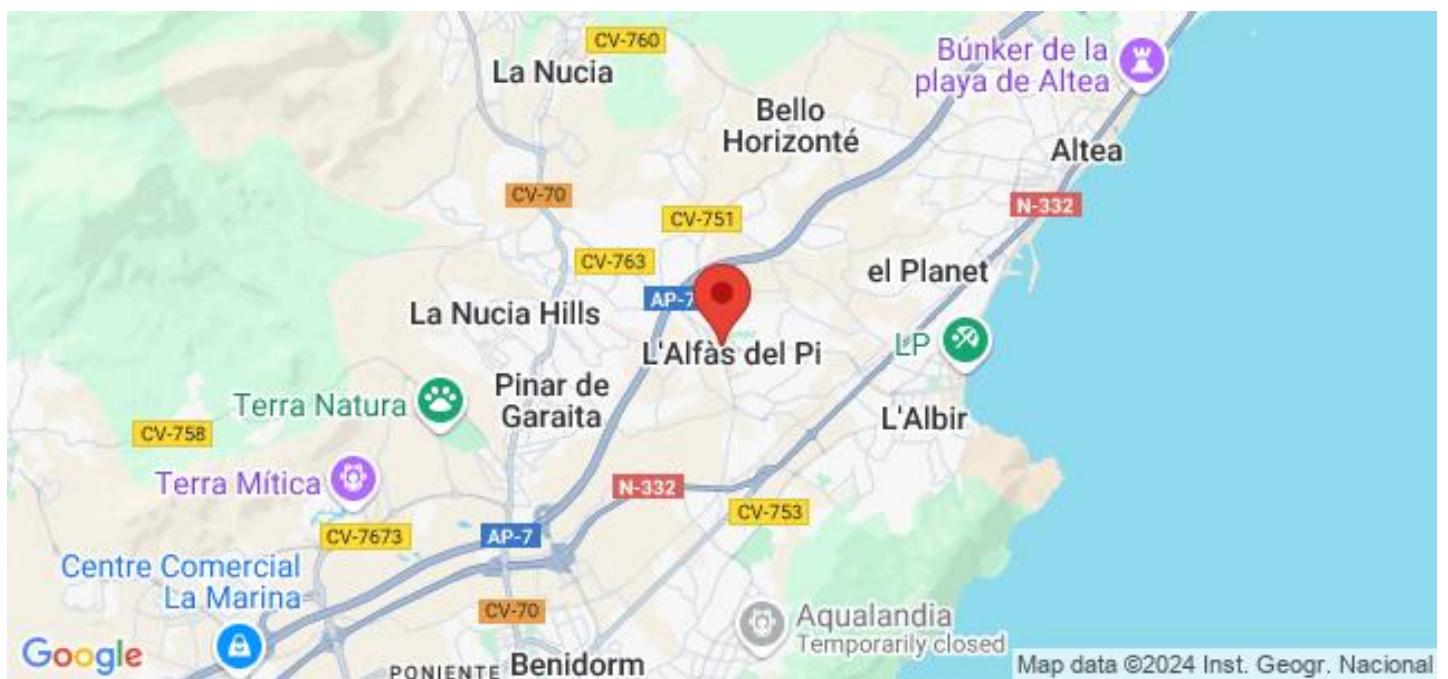 CV-760
La Nucia
Búnker de la
playa de Altea
Bello
Horizonté
Altea
CV-70
N-332
CV-751
CV-763
el Planet
AP-7
La Nucia Hills
L'Alfàs del Pi
LP
Pinar de
Garaita
Terra Natura
L'Albir
CV-758
Terra Mítica
N-332
CV-753
CV-7673
AP-7
Centre Comercial
La Marina
CV-70
Aqualandia
Temporarily closed
Google
PONIENTE
Benidorm
Map data ©2024 Inst. Geogr. Nacional